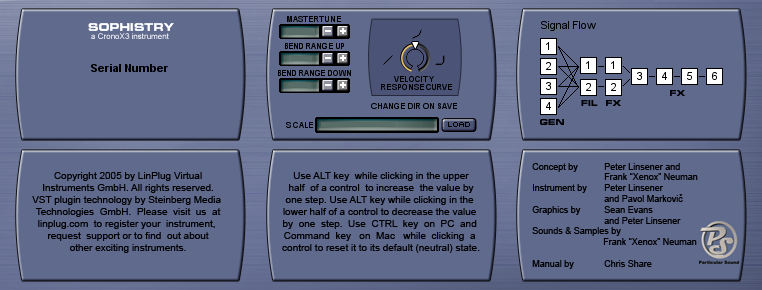 SOPHISTRY
a CronoX3 instrument
Serial Number
MASTERTUNE
BEND RANGE UP
BEND RANGE DOWN
VELOCITY
RESPONSE CURVE
CHANGE DIR ON SAVE
SCALE LOAD
Signal Flow
1
2 1 1
3 2 2 3 4 5 6
4 FIL FX FX
GEN
Copyright 2005 by LinPlug Virtual
Instruments GmbH. All rights reserved.
VST plugin technology by Steinberg Media
Technologies GmbH. Please visit us at
linplug.com to register your instrument,
request support or to find out about
other exciting instruments.
Use ALT key while clicking in the upper
half of a control to increase the value by
one step. Use ALT key while clicking in the
lower half of a control to decrease the value
by one step. Use CTRL key on PC and
Command key on Mac while clicking a
control to reset it to its default (neutral) state.
Concept by Peter Linsener and
Frank "Xenox" Neuman
Instrument by Peter Linsener
and Pavol Markovič
Graphics by Sean Evans
and Peter Linsener
Sounds & Samples by
Frank "Xenox" Neuman
Manual by Chris Share
PS
Particular Sound